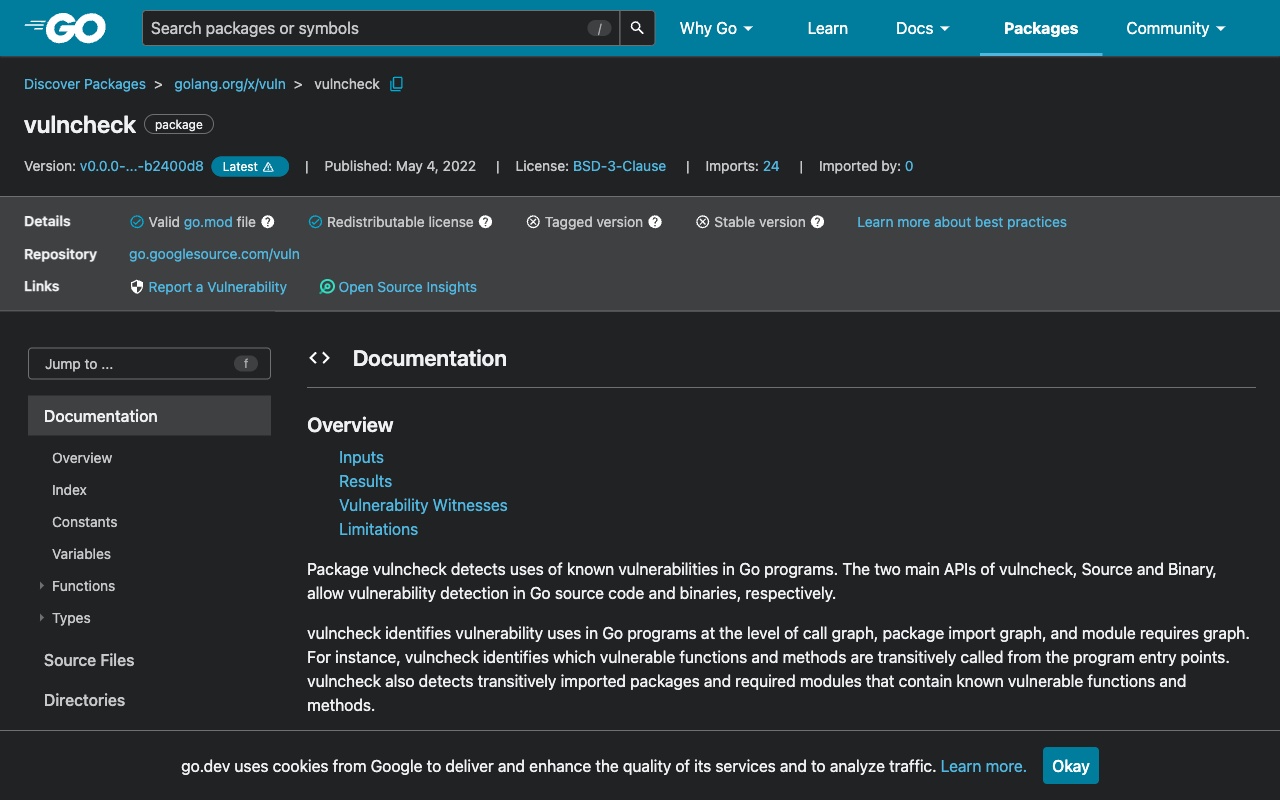 GO
Search packages or symbols /
Why Go
Learn
Docs
Packages
Community
Discover Packages > golang.org/x/vuln > vulncheck
vulncheck package
Version: v0.0.0-...-b2400d8 Latest | Published: May 4, 2022 | License: BSD-3-Clause | Imports: 24 | Imported by: 0
Details Valid go.mod file ? Redistributable license ? Tagged version ? Stable version ? Learn more about best practices
Repository go.googlesource.com/vuln
Links Report a Vulnerability Open Source Insights
Jump to ... f
Documentation
Overview
Index
Constants
Variables
Functions
Types
Source Files
Directories
<> Documentation
Overview
Inputs
Results
Vulnerability Witnesses
Limitations
Package vulncheck detects uses of known vulnerabilities in Go programs. The two main APIs of vulncheck, Source and Binary,
allow vulnerability detection in Go source code and binaries, respectively.
vulncheck identifies vulnerability uses in Go programs at the level of call graph, package import graph, and module requires graph.
For instance, vulncheck identifies which vulnerable functions and methods are transitively called from the program entry points.
vulncheck also detects transitively imported packages and required modules that contain known vulnerable functions and
methods.
go.dev uses cookies from Google to deliver and enhance the quality of its services and to analyze traffic. Learn more. Okay